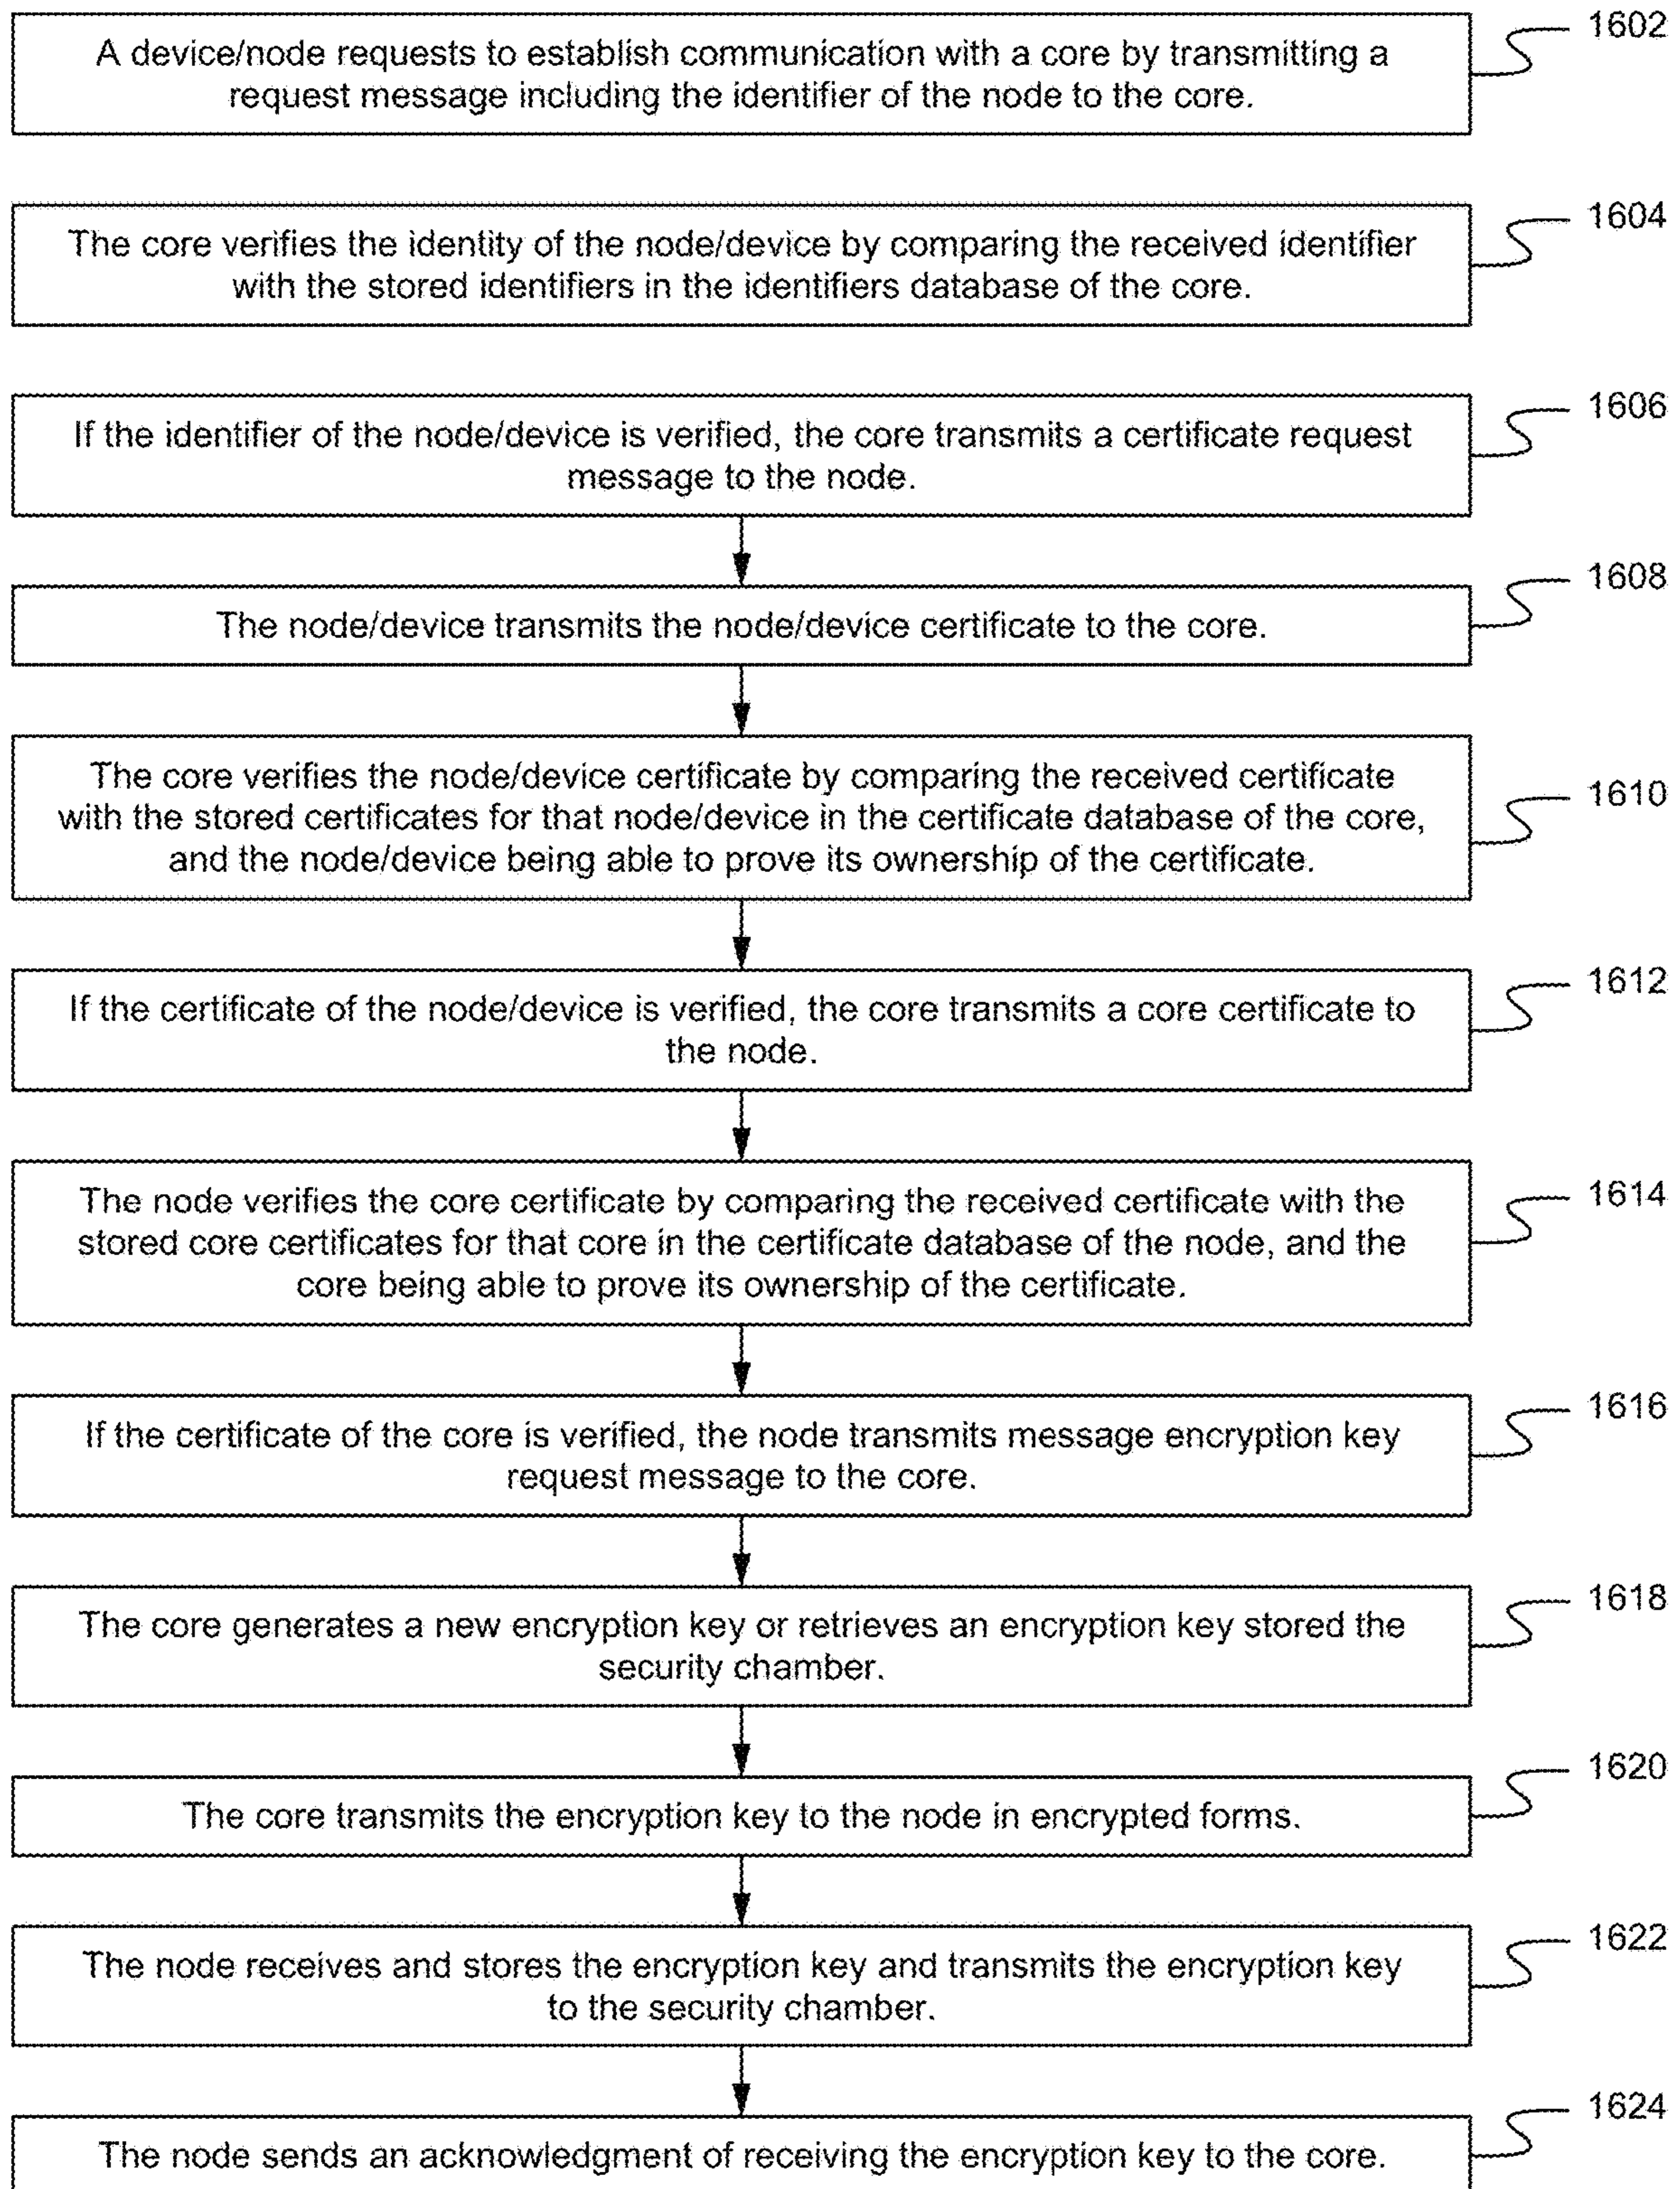 1602
A device/node requests to establish communication with a core by transmitting a
request message including the identifier of the node to the core.
1604
The core verifies the identity of the node/device by comparing the received identifier
with the stored identifiers in the identifiers database of the core.
1606
If the identifier of the node/device is verified, the core transmits a certificate request
message to the node.
1608
The node/device transmits the node/device certificate to the core.
The core verifies the node/device certificate by comparing the received certificate
1610
with the stored certificates for that node/device in the certificate database of the core,
and the node/device being able to prove its ownership of the certificate.
1612
If the certificate of the node/device is verified, the core transmits a core certificate to
the node.
1614
The node verifies the core certificate by comparing the received certificate with the
stored core certificates for that core in the certificate database of the node, and the
core being able to prove its ownership of the certificate.
1616
If the certificate of the core is verified, the node transmits message encryption key
request message to the core.
1618
The core generates a new encryption key or retrieves an encryption key stored the
security chamber.
1620
The core transmits the encryption key to the node in encrypted forms.
1622
The node receives and stores the encryption key and transmits the encryption key
to the security chamber.
1624
The node sends an acknowledgment of receiving the encryption key to the core.